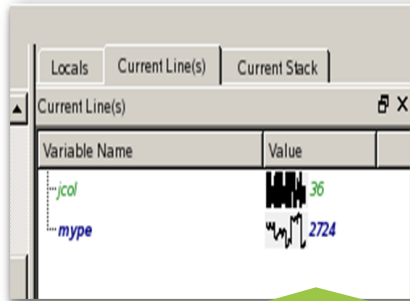 Locals Current Line(s) Current Stack
Current Line(s)
Variable Name Value
jcol 36
mype 2724